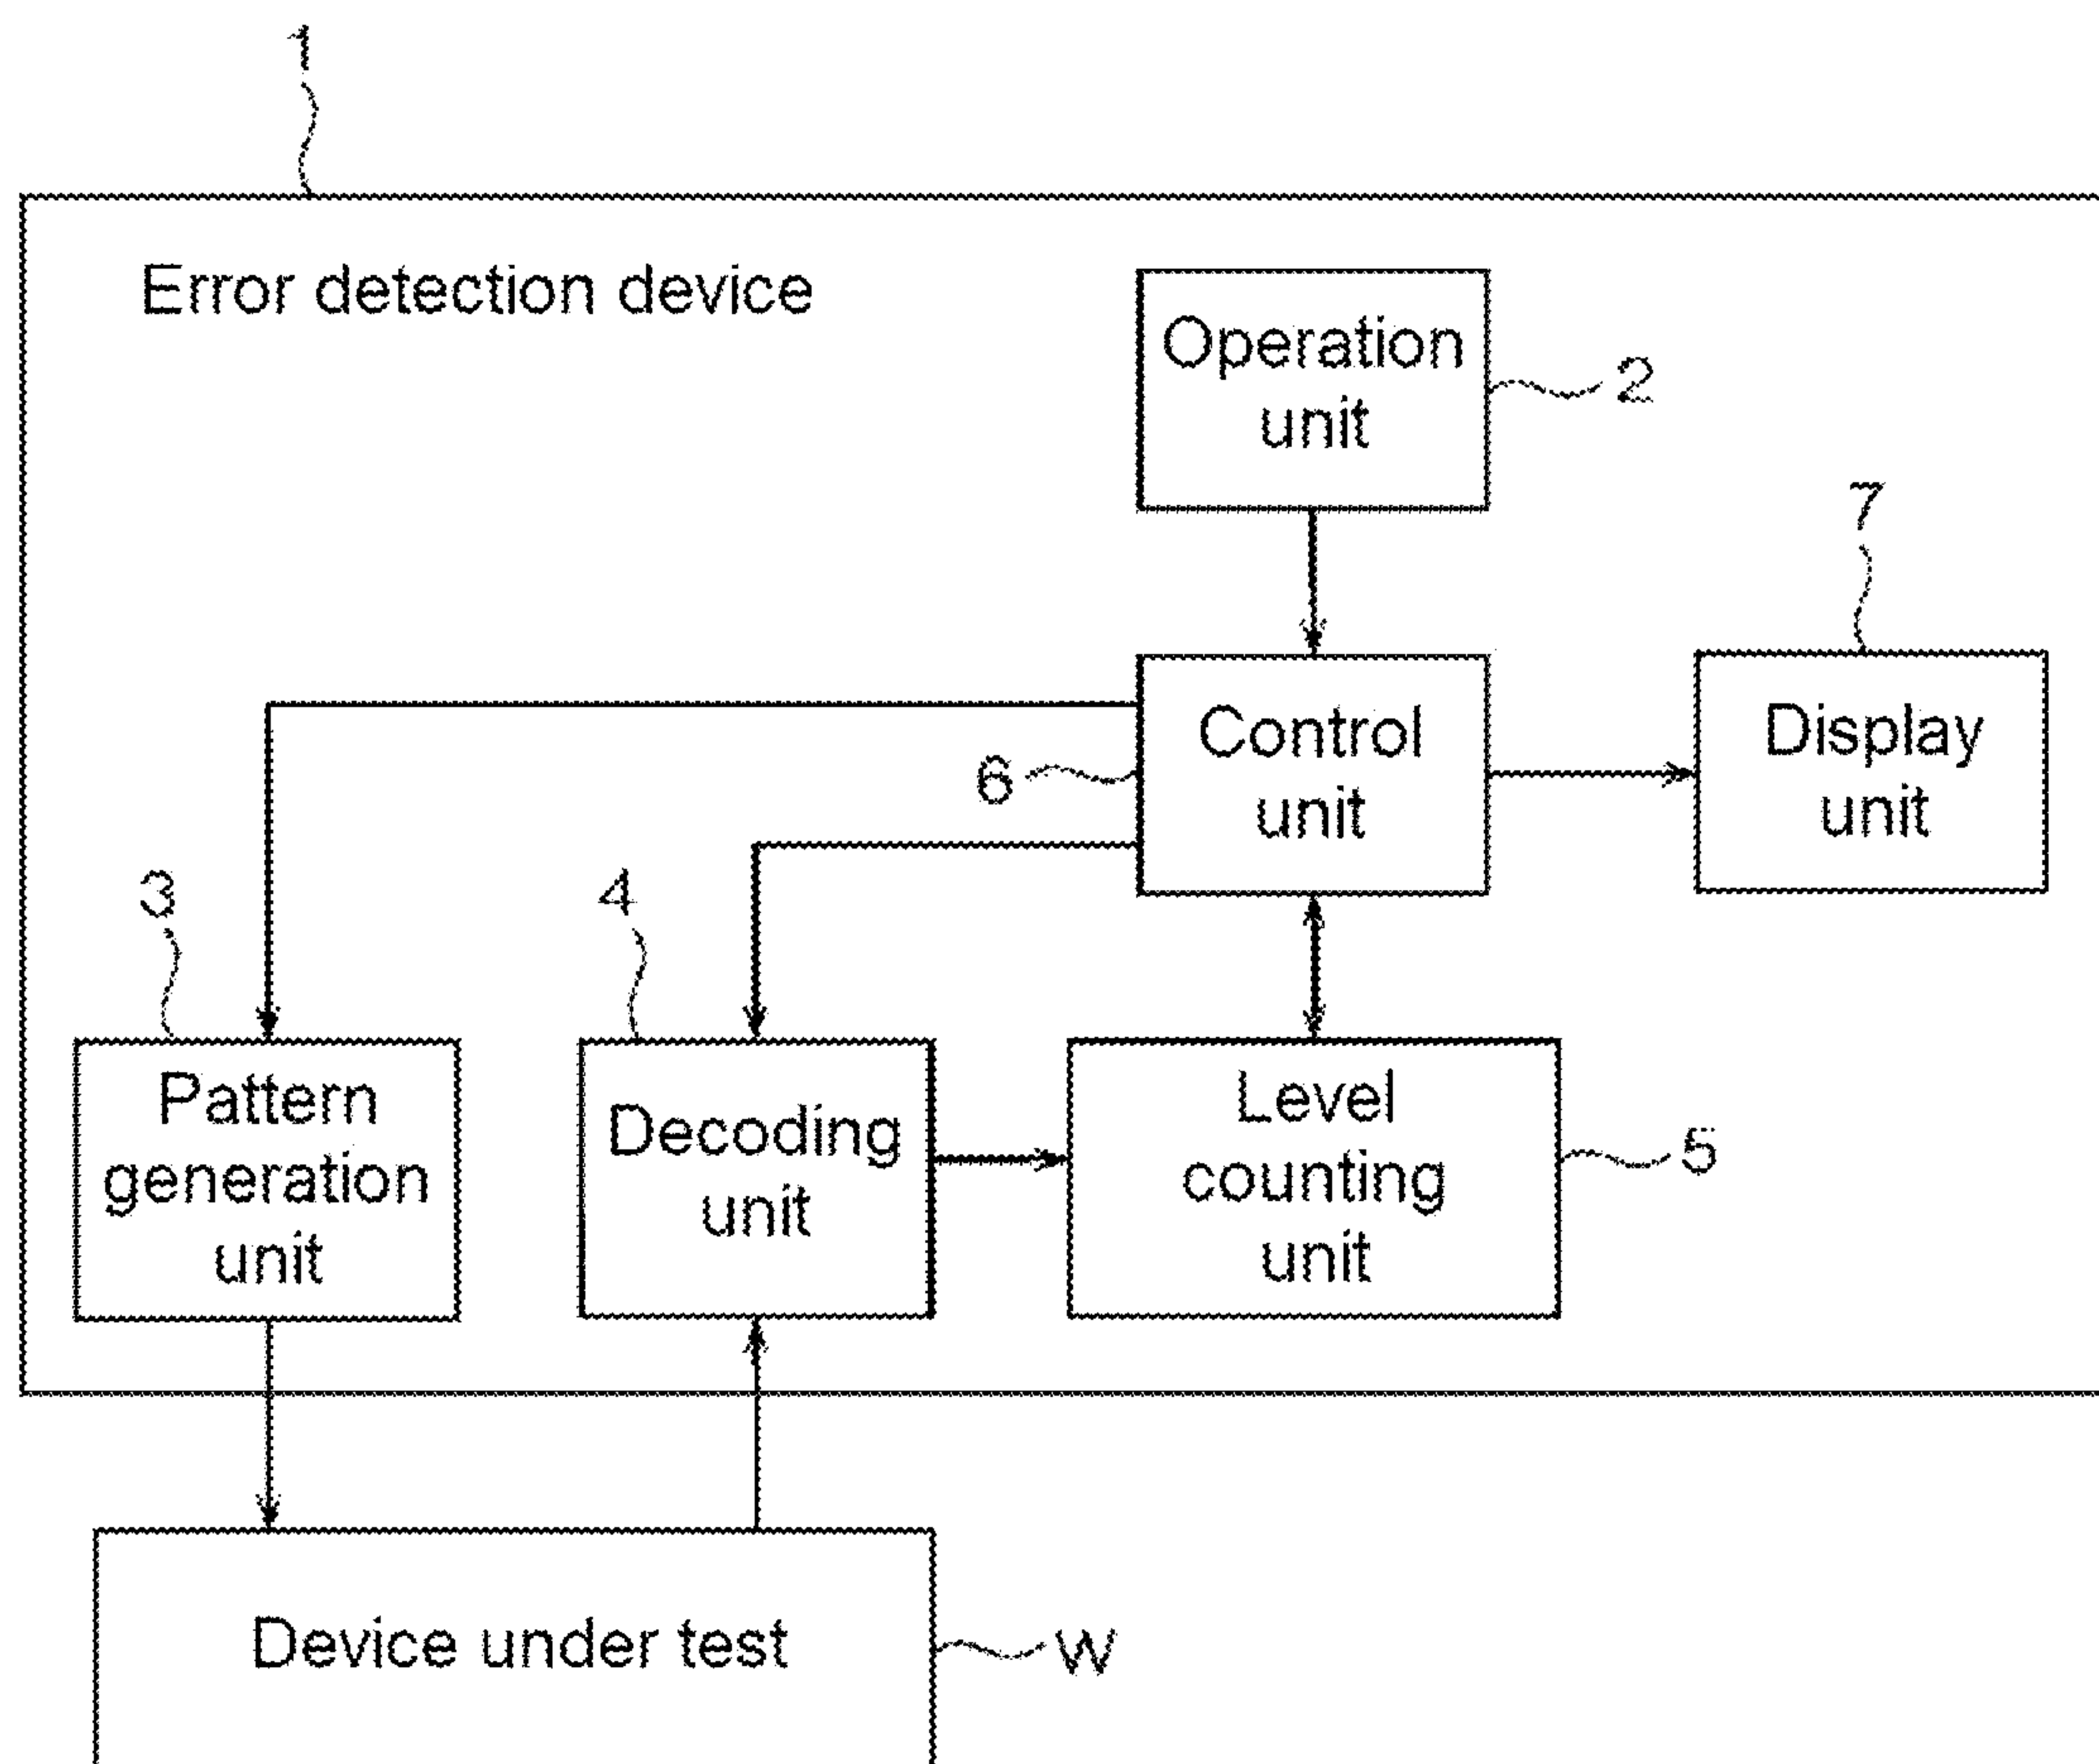 1
Error detection device
Operation
unit
2
7
Control
unit
6
Display
unit
3
4
Pattern
generation
unit
Decoding
unit
Level
counting
unit
5
Device under test
W